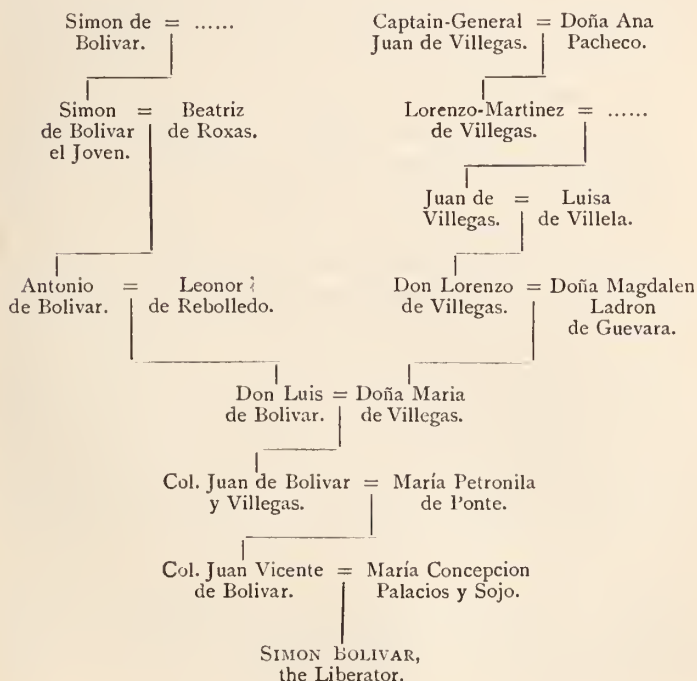 Simon de = ...... Captain-General = Doña Ana
Bolivar. Juan de Villegas. Pacheco.
Simon = Beatriz Lorenzo-Martinez = ......
de Bolivar de Roxas. de Villegas.
el Joven.
Juan de = Luisa
Villegas. de Villela.
Antonio = Leonor Don Lorenzo = Doña Magdalen
de Bolivar. de Rebolledo. de Villegas. Ladron
de Guevara.
Don Luis = Doña Maria
de Bolivar. de Villegas.
Col. Juan de Bolivar = María Petronila
y Villegas. de Ponte.
Col. Juan Vicente = María Concepcion
de Bolivar. Palacios y Sojo.
SIMON BOLIVAR,
the Liberator.